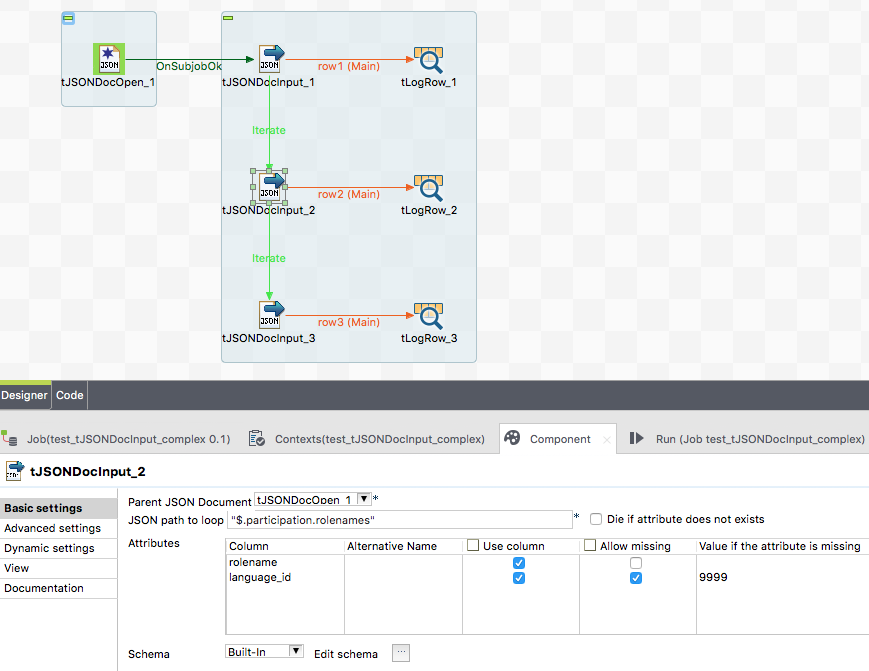 JSON
tJSONDocOpen_1
OnSubjobOk
JSON
tJSONDocInput_1
row1 (Main)
tLogRow_1
Iterate
JSON
tJSONDocInput_2
row2 (Main)
tLogRow_2
Iterate
JSON
tJSONDocInput_3
row3 (Main)
tLogRow_3
Designer Code
Job(test_tJSONDocInput_complex 0.1) Contexts(test_tJSONDocInput_complex) Component Run (Job test_tJSONDocInput_complex)
JSON tJSONDocInput_2
Basic settings
Advanced settings
Dynamic settings
View
Documentation
Parent JSON Document tJSONDocOpen_1 *
JSON path to loop "$.participation.rolenames" * Die if attribute does not exists
Attributes Column Alternative Name Use column Allow missing Value if the attribute is missing
rolename
language_id 9999
Schema Built-In Edit schema ...